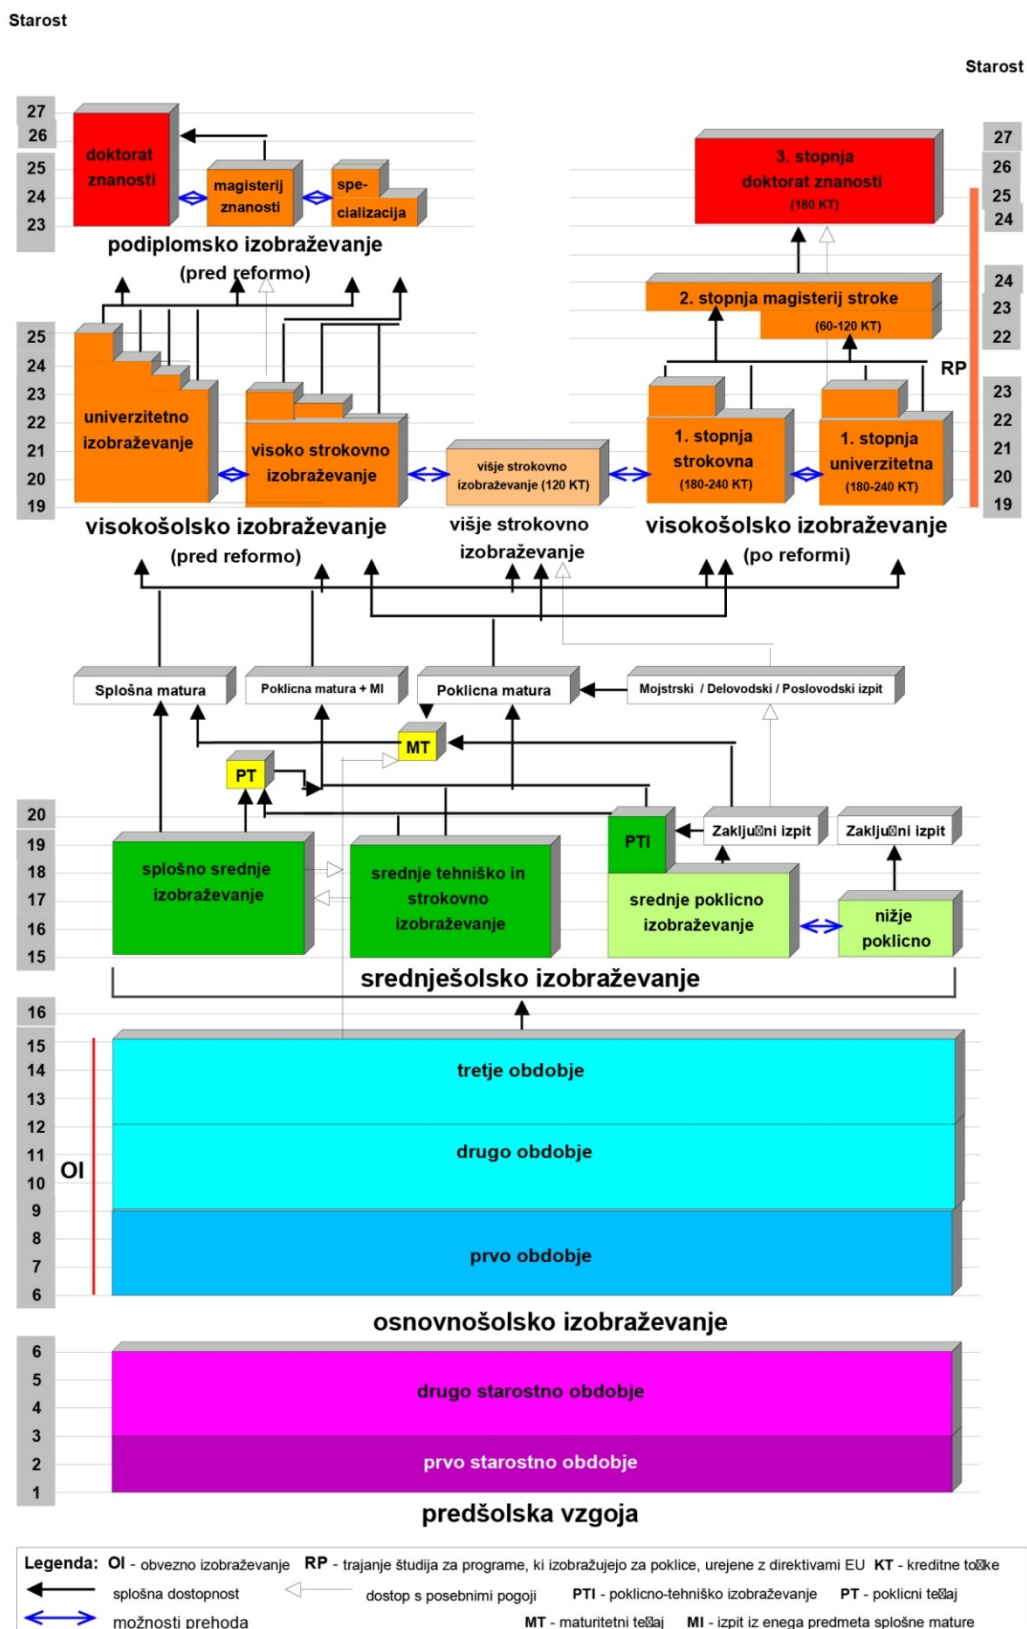 Starost
Starost
27
26
25
24
23
doktorat
znanosti
magisterij
znanosti
spe-
cializacija
podiplomsko izobraževanje
(pred reformo)
27
26
25
24
3. stopnja
doktorat znanosti
(180 KT)
24
23
22
2. stopnja magisterij stroke
(60-120 KT)
RP
25
24
23
22
21
20
19
univerzitetno
izobraževanje
visoko strokovno
izobraževanje
višje strokovno
izobraževanje (120 KT)
1. stopnja
strokovna
(180-240 KT)
1. stopnja
univerzitetna
(180-240 KT)
23
22
21
20
19
visokošolsko izobraževanje
(pred reformo)
višje strokovno
izobraževanje
visokošolsko izobraževanje
(po reformi)
Splošna matura
Poklicna matura + MI
Poklicna matura
Mojstrski / Delovodski / Poslovodski izpit
MT
PT
20
19
18
17
16
15
splošno srednje
izobraževanje
srednje tehniško in
strokovno
izobraževanje
PTI
Zaklju☒ni izpit
Zaklju☒ni izpit
srednje poklicno
izobraževanje
nižje
poklicno
srednješolsko izobraževanje
16
15
14
13
12
11
10
9
8
7
6
OI
tretje obdobje
drugo obdobje
prvo obdobje
osnovnošolsko izobraževanje
6
5
4
3
2
1
drugo starostno obdobje
prvo starostno obdobje
predšolska vzgoja
Legenda: OI - obvezno izobraževanje RP - trajanje študija za programe, ki izobražujejo za poklice, urejene z direktivami EU KT - kreditne to☒ke
splošna dostopnost dostop s posebnimi pogoji PTI - poklicno-tehniško izobraževanje PT - poklicni te☒aj
možnosti prehoda MT - maturitetni te☒aj MI - izpit iz enega predmeta splošne mature